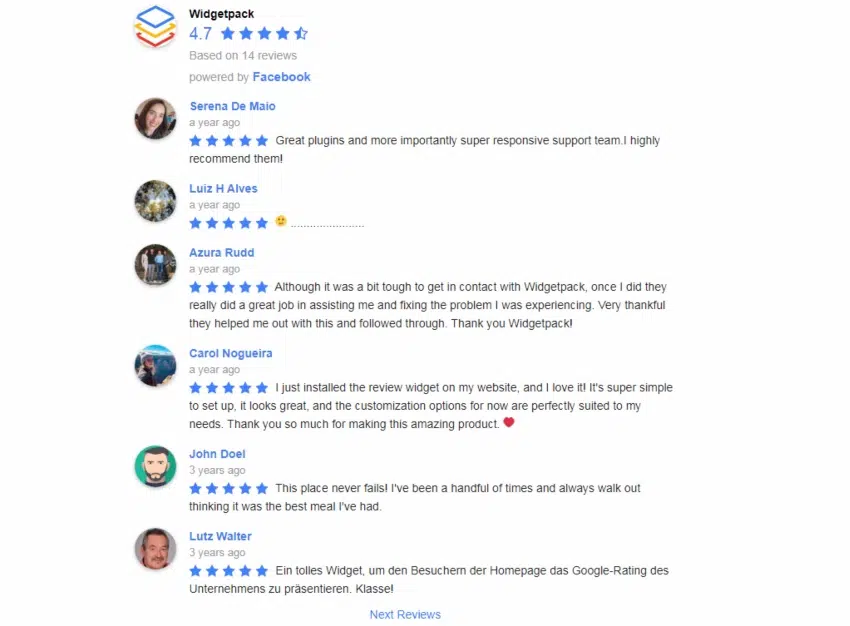 Widgetpack
4.7
Based on 14 reviews
powered by Facebook
Serena De Maio
a year ago
Great plugins and more importantly super responsive support team.I highly
recommend them!
Luiz H Alves
a year ago
🙂 .......................
Azura Rudd
a year ago
Although it was a bit tough to get in contact with Widgetpack, once I did they
really did a great job in assisting me and fixing the problem I was experiencing. Very thankful
they helped me out with this and followed through. Thank you Widgetpack!
Carol Nogueira
a year ago
I just installed the review widget on my website, and I love it! It's super simple
to set up, it looks great, and the customization options for now are perfectly suited to my
needs. Thank you so much for making this amazing product. ❤
John Doel
3 years ago
This place never fails! I've been a handful of times and always walk out
thinking it was the best meal I've had.
Lutz Walter
3 years ago
Ein tolles Widget, um den Besuchern der Homepage das Google-Rating des
Unternehmens zu präsentieren. Klasse!
Next Reviews